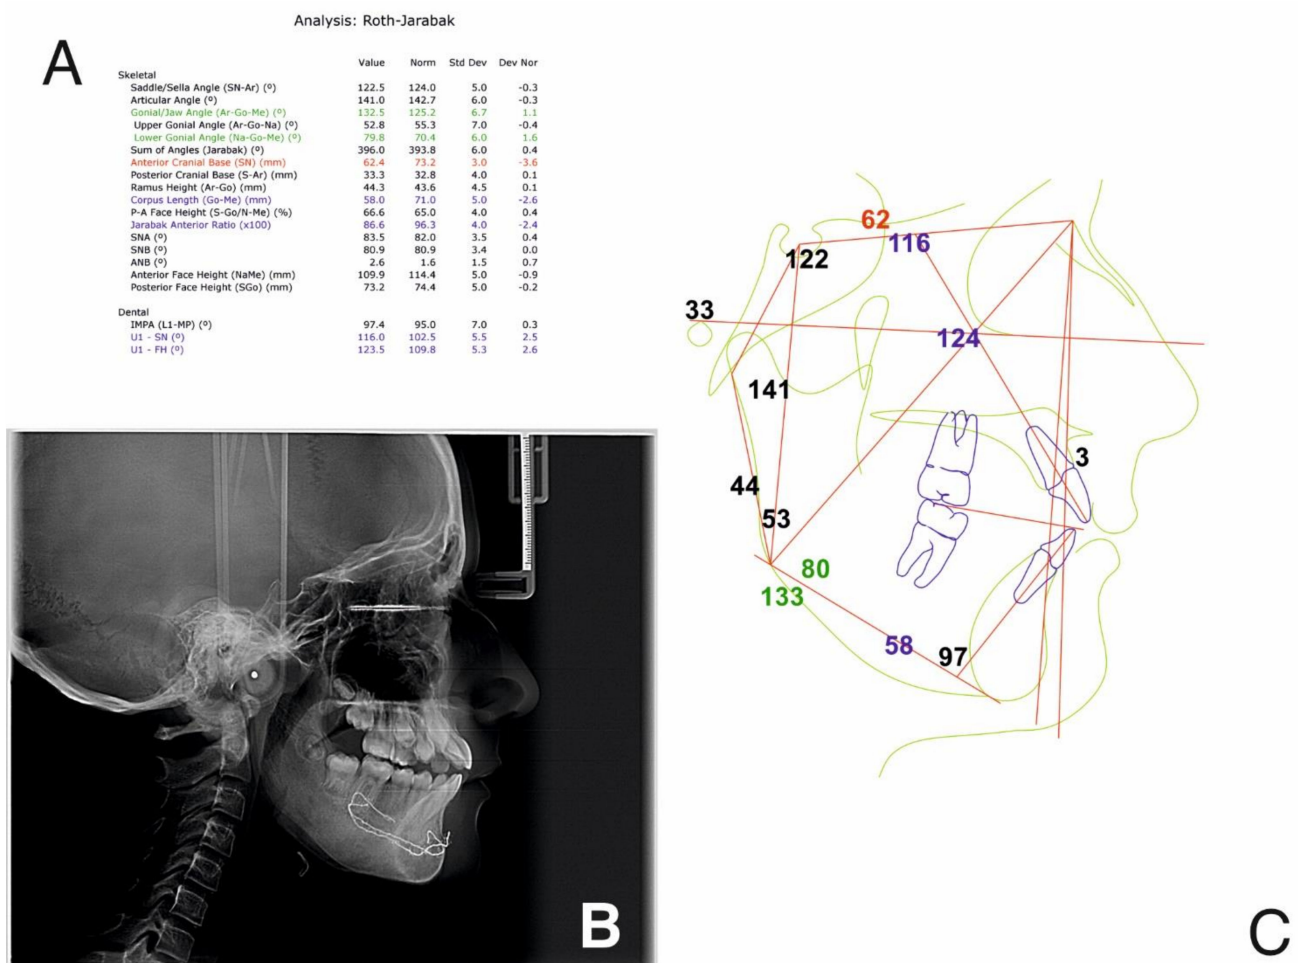 Analysis: Roth-Jarabak
A
Value Norm Std Dev Dev Nor
Skeletal
Saddle/Sella Angle (SN-Ar) (º) 122.5 124.0 5.0 -0.3
Articular Angle (º) 141.0 142.7 6.0 -0.3
Gonial/Jaw Angle (Ar-Go-Me) (º) 132.5 125.2 6.7 1.1
Upper Gonial Angle (Ar-Go-Na) (º) 52.8 55.3 7.0 -0.4
Lower Gonial Angle (Na-Go-Me) (º) 79.8 70.4 6.0 1.6
Sum of Angles (Jarabak) (º) 396.0 393.8 6.0 0.4
Anterior Cranial Base (SN) (mm) 62.4 73.2 3.0 -3.6
Posterior Cranial Base (S-Ar) (mm) 33.3 32.8 4.0 0.1
Ramus Height (Ar-Go) (mm) 44.3 43.6 4.5 0.1
Corpus Length (Go-Me) (mm) 58.0 71.0 5.0 -2.6
P-A Face Height (S-Go/N-Me) (%) 66.6 65.0 4.0 0.4
Jarabak Anterior Ratio (x100) 86.6 96.3 4.0 -2.4
SNA (º) 83.5 82.0 3.5 0.4
SNB (º) 80.9 80.9 3.4 0.0
ANB (º) 2.6 1.6 1.5 0.7
Anterior Face Height (NaMe) (mm) 109.9 114.4 5.0 -0.9
Posterior Face Height (SGo) (mm) 73.2 74.4 5.0 -0.2
Dental
IMPA (L1-MP) (º) 97.4 95.0 7.0 0.3
U1 - SN (º) 116.0 102.5 5.5 2.5
U1 - FH (º) 123.5 109.8 5.3 2.6
B
62
116
122
33
124
141
3
44
53
80
133
58
97
C